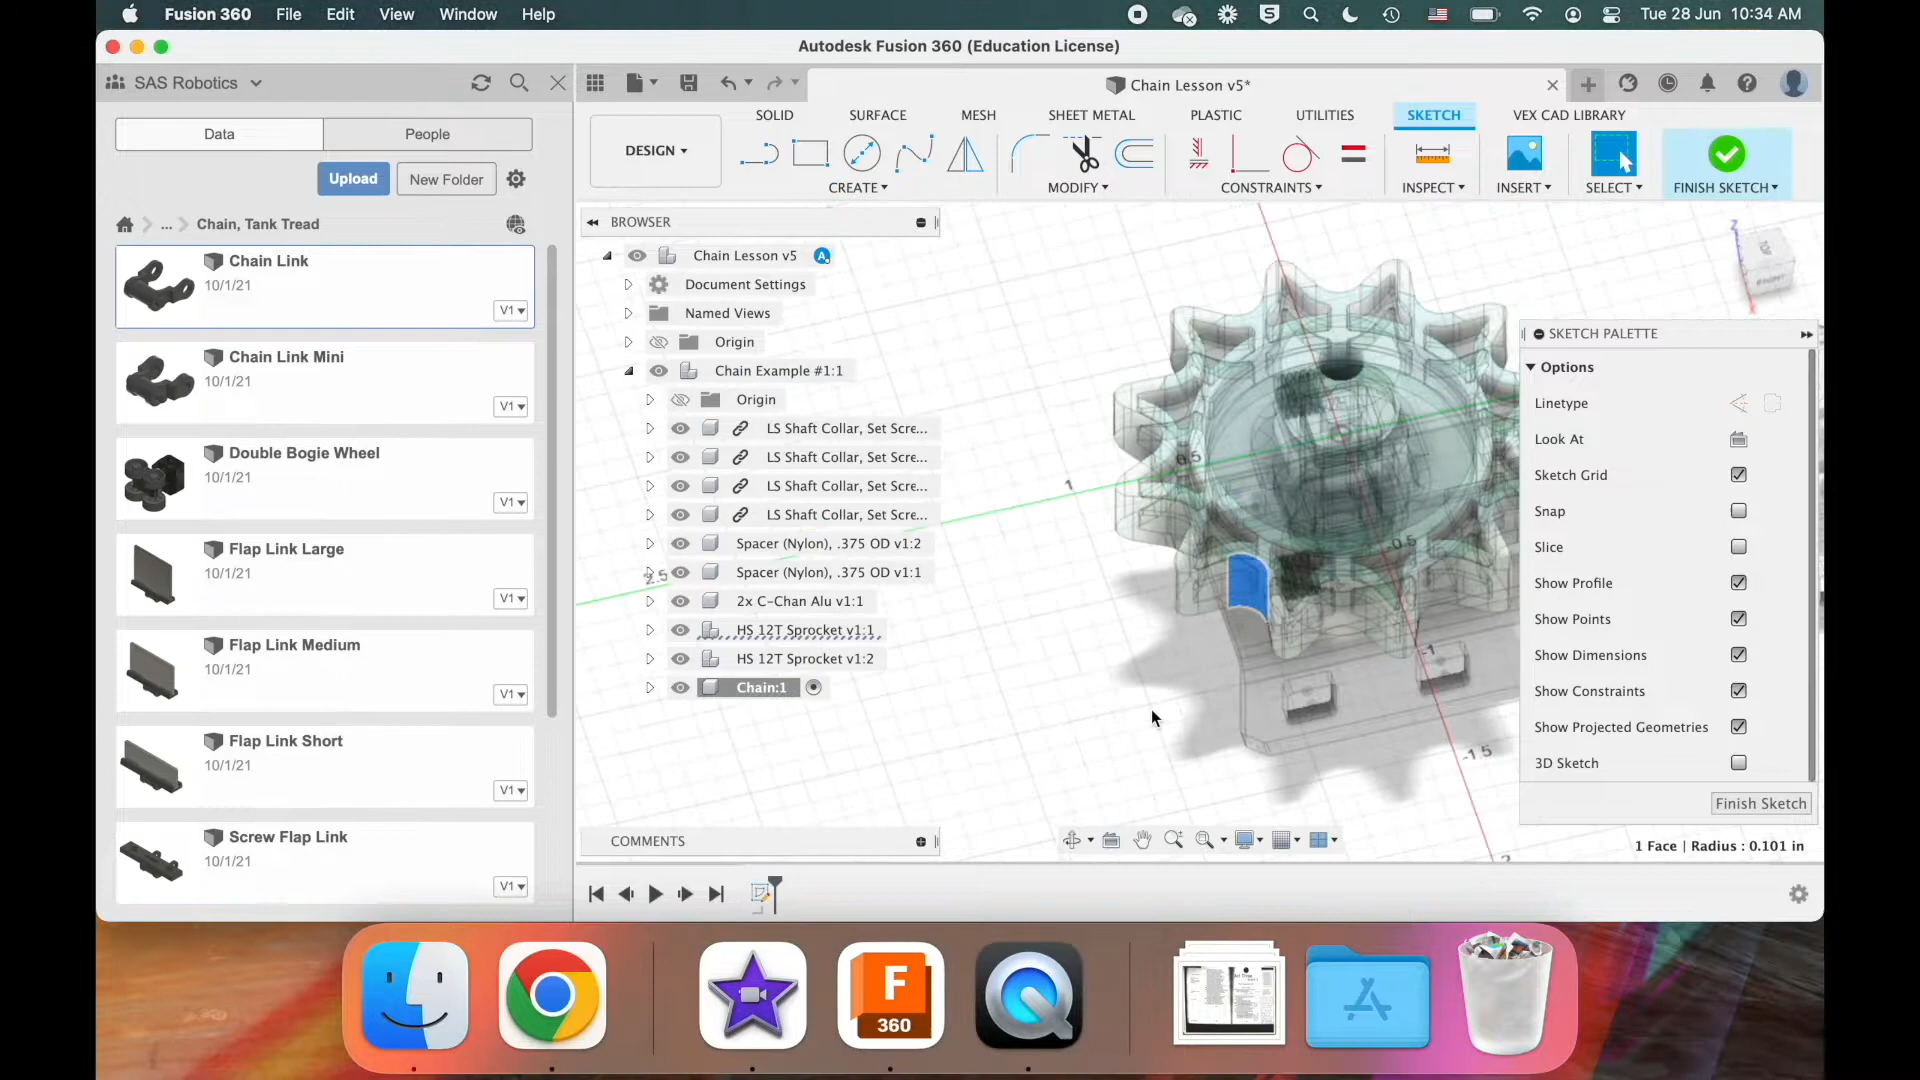 Fusion 360 File Edit View Window Help
Tue 28 Jun 10:34 AM
Autodesk Fusion 360 (Education License)
SAS Robotics
Chain Lesson v5*
Data People
Upload New Folder
... Chain, Tank Tread
Chain Link
10/1/21
V1
Chain Link Mini
10/1/21
V1
Double Bogie Wheel
10/1/21
V1
Flap Link Large
10/1/21
V1
Flap Link Medium
10/1/21
V1
Flap Link Short
10/1/21
V1
Screw Flap Link
10/1/21
V1
SOLID SURFACE MESH SHEET METAL PLASTIC UTILITIES SKETCH VEX CAD LIBRARY
DESIGN
CREATE MODIFY CONSTRAINTS INSPECT INSERT SELECT FINISH SKETCH
BROWSER
Chain Lesson v5
Document Settings
Named Views
Origin
Chain Example #1:1
Origin
LS Shaft Collar, Set Scre...
LS Shaft Collar, Set Scre...
LS Shaft Collar, Set Scre...
LS Shaft Collar, Set Scre...
Spacer (Nylon), .375 OD v1:2
Spacer (Nylon), .375 OD v1:1
2x C-Chan Alu v1:1
HS 12T Sprocket v1:1
HS 12T Sprocket v1:2
Chain:1
2.5
1
0.5
-0.5
-1
-1.5
Z
SKETCH PALETTE
Options
Linetype
Look At
Sketch Grid
Snap
Slice
Show Profile
Show Points
Show Dimensions
Show Constraints
Show Projected Geometries
3D Sketch
Finish Sketch
1 Face | Radius : 0.101 in
COMMENTS
F
360